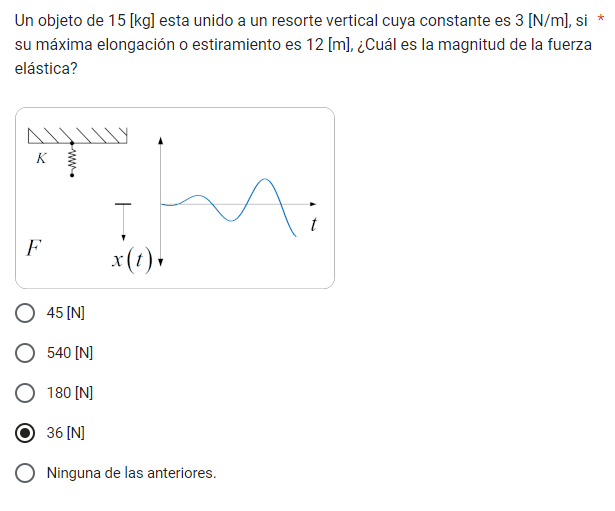 Un objeto de 15 [kg] esta unido a un resorte vertical cuya constante es 3 [N/m], si *
su máxima elongación o estiramiento es 12 [m], ¿Cuál es la magnitud de la fuerza
elástica?
K
t
F
x(t)
45 [N]
540 [N]
180 [N]
36 [N]
Ninguna de las anteriores.